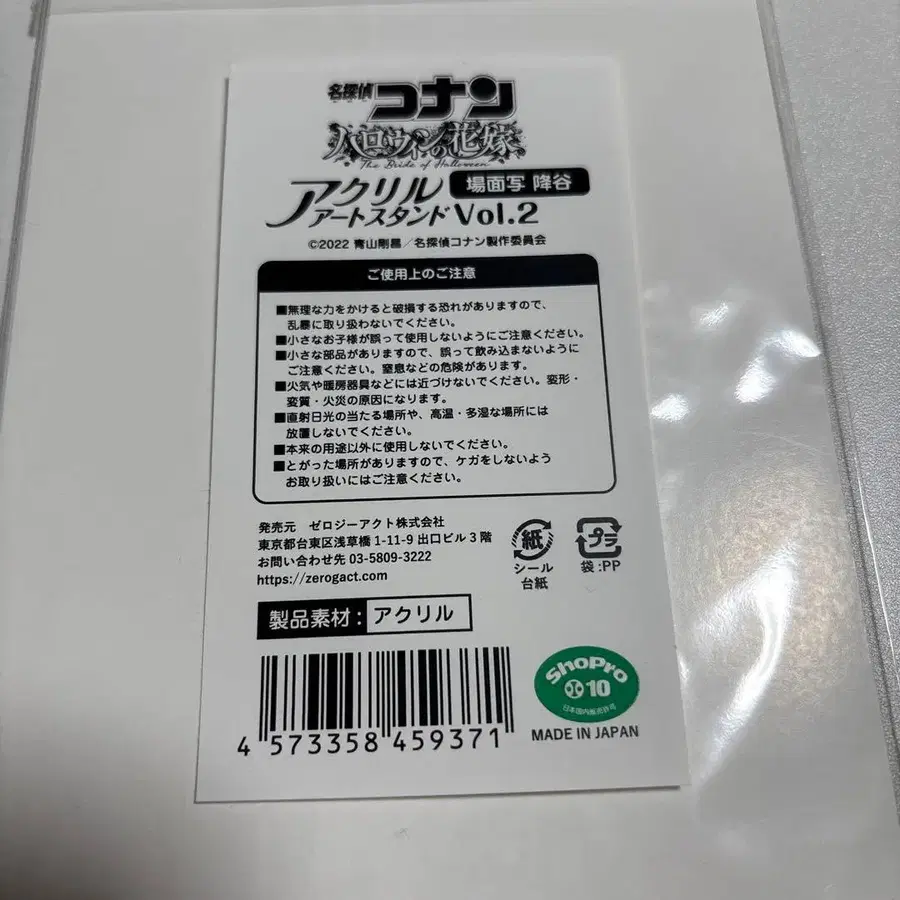 名探偵
コナン
ハロウィンの花嫁
The Bride of Halloween
アクリル
アートスタンド Vol.2
場面写 降谷
©2022 青山剛昌／名探偵コナン製作委員会
ご使用上のご注意
■無理な力をかけると破損する恐れがありますので、
乱暴に取り扱わないでください。
■小さなお子様が誤って使用しないようにご注意ください。
■小さな部品がありますので、誤って飲み込まないように
ご注意ください。窒息などの危険があります。
■火気や暖房器具などには近づけないでください。変形・
変質・火災の原因になります。
■直射日光の当たる場所や、高温・多湿な場所には
放置しないでください。
■本来の用途以外に使用しないでください。
■とがった場所がありますので、ケガをしないよう
お取り扱いにはご注意ください。
発売元 ゼロジーアクト株式会社
東京都台東区浅草橋 1-11-9 出口ビル 3 階
お問い合わせ先 03-5809-3222
https://zerogact.com
紙
シール
台紙
プラ
袋:PP
製品素材： アクリル
4 573358 459371
ShoPro
10
日本国内販売許可
MADE IN JAPAN